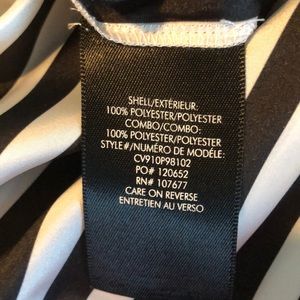 SHELL/EXTÉRIEUR:
100% POLYESTER/POLYESTER
COMBO/COMBO:
100% POLYESTER/POLYESTER
STYLE#/NUMÉRO DE MODÈLE:
CV910P98102
PO# 120652
RN# 107677
CARE ON REVERSE
ENTRETIEN AU VERSO